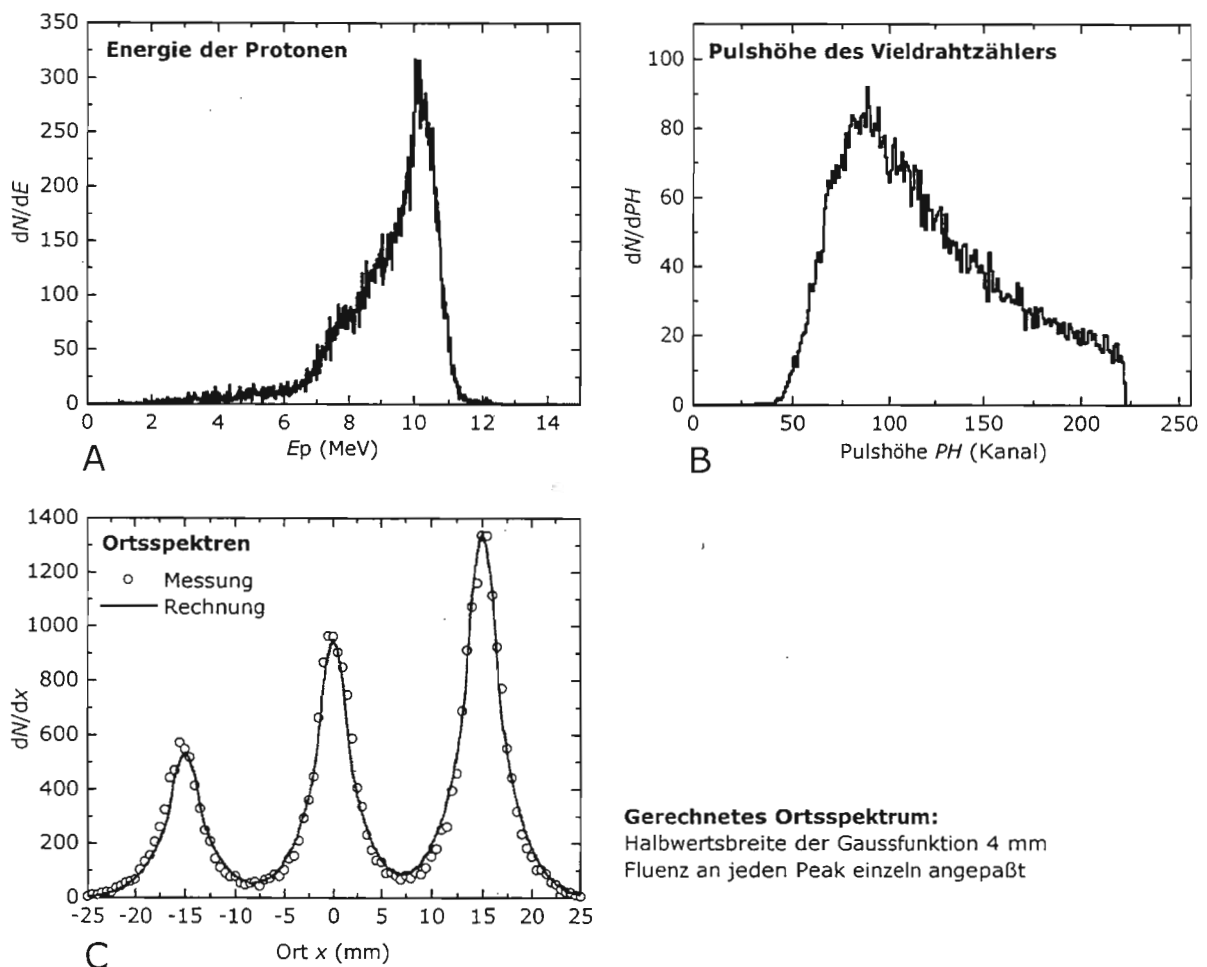 Energie der Protonen
350
300
250
200
150
100
50
0
dN/dE
0 2 4 6 8 10 12 14
Ep (MeV)
A
Pulshöhe des Vieldrahtzählers
100
80
60
40
20
0
dN/dPH
0 50 100 150 200 250
Pulshöhe PH (Kanal)
B
Ortsspektren
Messung
Rechnung
1400
1200
1000
800
600
400
200
0
dN/dx
-25 -20 -15 -10 -5 0 5 10 15 20 25
Ort x (mm)
C
Gerechnetes Ortsspektrum:
Halbwertsbreite der Gaussfunktion 4 mm
Fluenz an jeden Peak einzeln angepaßt